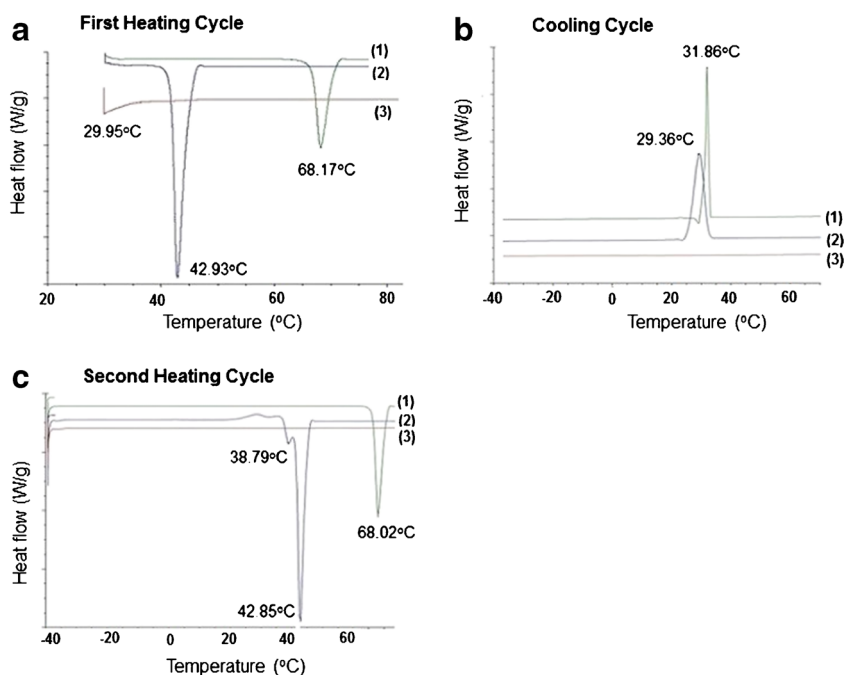 a
First Heating Cycle
(1)
(2)
(3)
29.95°C
68.17°C
42.93°C
Heat flow (W/g)
20
40
60
80
Temperature (°C)
b
Cooling Cycle
31.86°C
29.36°C
(1)
(2)
(3)
Heat flow (W/g)
-40
-20
0
20
40
60
Temperature (°C)
c
Second Heating Cycle
(1)
(2)
(3)
38.79°C
68.02°C
42.85°C
Heat flow (W/g)
-40
-20
0
20
40
60
Temperature (°C)